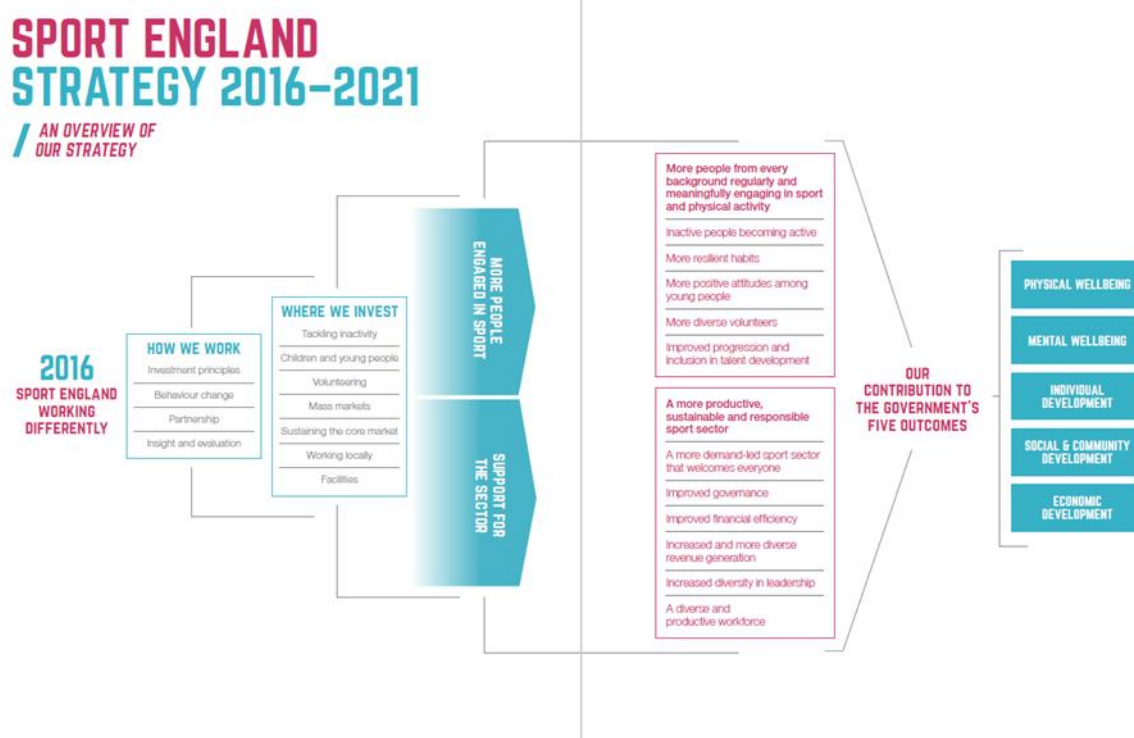 SPORT ENGLAND
STRATEGY 2016–2021
/ AN OVERVIEW OF
OUR STRATEGY
2016
SPORT ENGLAND
WORKING
DIFFERENTLY
HOW WE WORK
Investment principles
Behaviour change
Partnership
Insight and evaluation
WHERE WE INVEST
Tackling inactivity
Children and young people
Volunteering
Mass markets
Sustaining the core market
Working locally
Facilities
MORE PEOPLE
ENGAGED IN SPORT
SUPPORT FOR
THE SECTOR
More people from every
background regularly and
meaningfully engaging in sport
and physical activity
Inactive people becoming active
More resilient habits
More positive attitudes among
young people
More diverse volunteers
Improved progression and
inclusion in talent development
A more productive,
sustainable and responsible
sport sector
A more demand-led sport sector
that welcomes everyone
Improved governance
Improved financial efficiency
Increased and more diverse
revenue generation
Increased diversity in leadership
A diverse and
productive workforce
OUR
CONTRIBUTION TO
THE GOVERNMENT'S
FIVE OUTCOMES
PHYSICAL WELLBEING
MENTAL WELLBEING
INDIVIDUAL
DEVELOPMENT
SOCIAL & COMMUNITY
DEVELOPMENT
ECONOMIC
DEVELOPMENT